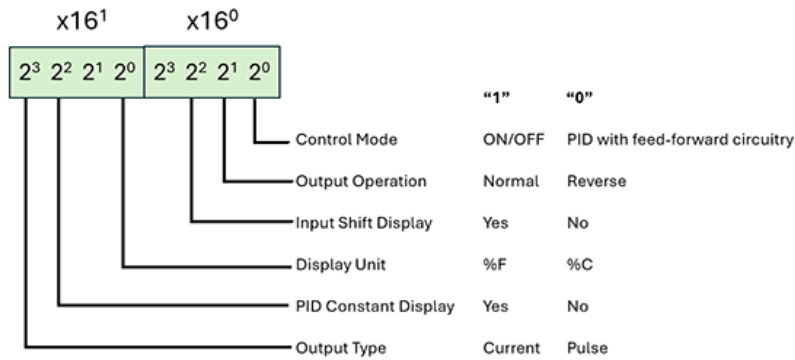 x16¹ x16⁰
2³ 2² 2¹ 2⁰ 2³ 2² 2¹ 2⁰
“1” “0”
Control Mode ON/OFF PID with feed-forward circuitry
Output Operation Normal Reverse
Input Shift Display Yes No
Display Unit %F %C
PID Constant Display Yes No
Output Type Current Pulse